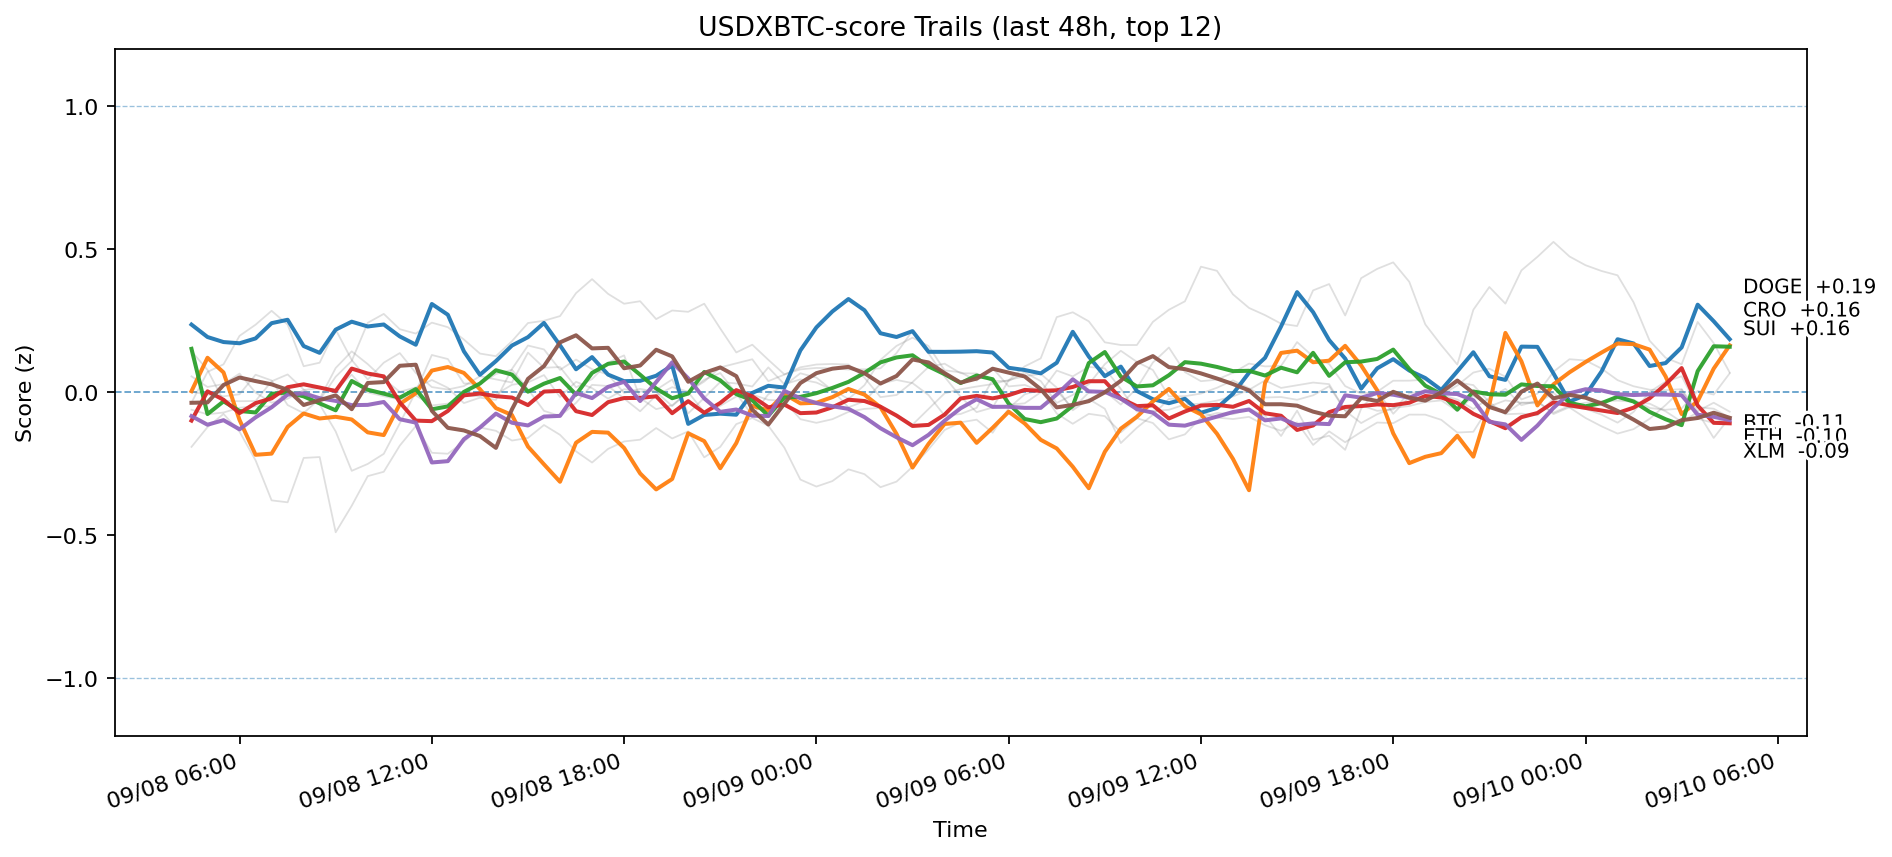 USDXBTC-score Trails (last 48h, top 12)
Score (z)
1.0
0.5
0.0
−0.5
−1.0
DOGE +0.19
CRO +0.16
SUI +0.16
BTC -0.11
ETH -0.10
XLM -0.09
09/08 06:00
09/08 12:00
09/08 18:00
09/09 00:00
09/09 06:00
09/09 12:00
09/09 18:00
09/10 00:00
09/10 06:00
Time